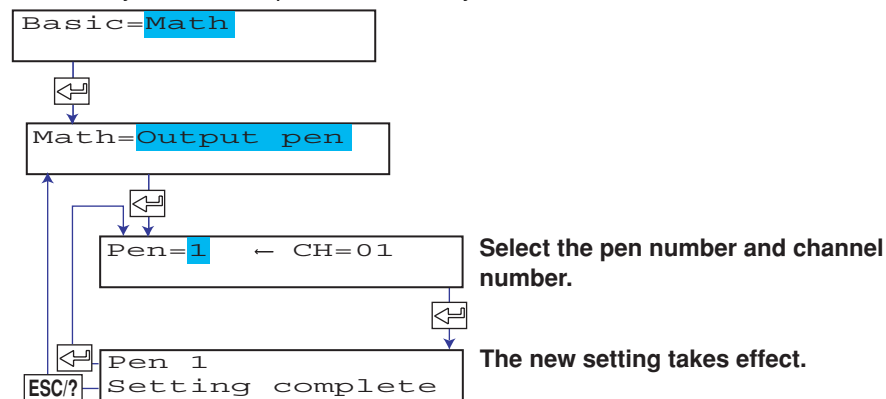 Basic=Math
Math=Output pen
Pen=1 ← CH=01
Select the pen number and channel
number.
Pen 1
Setting complete
The new setting takes effect.
ESC/?